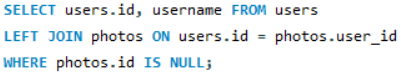 SELECT users.id, username FROM users
LEFT JOIN photos ON users.id = photos.user_id
WHERE photos.id IS NULL;